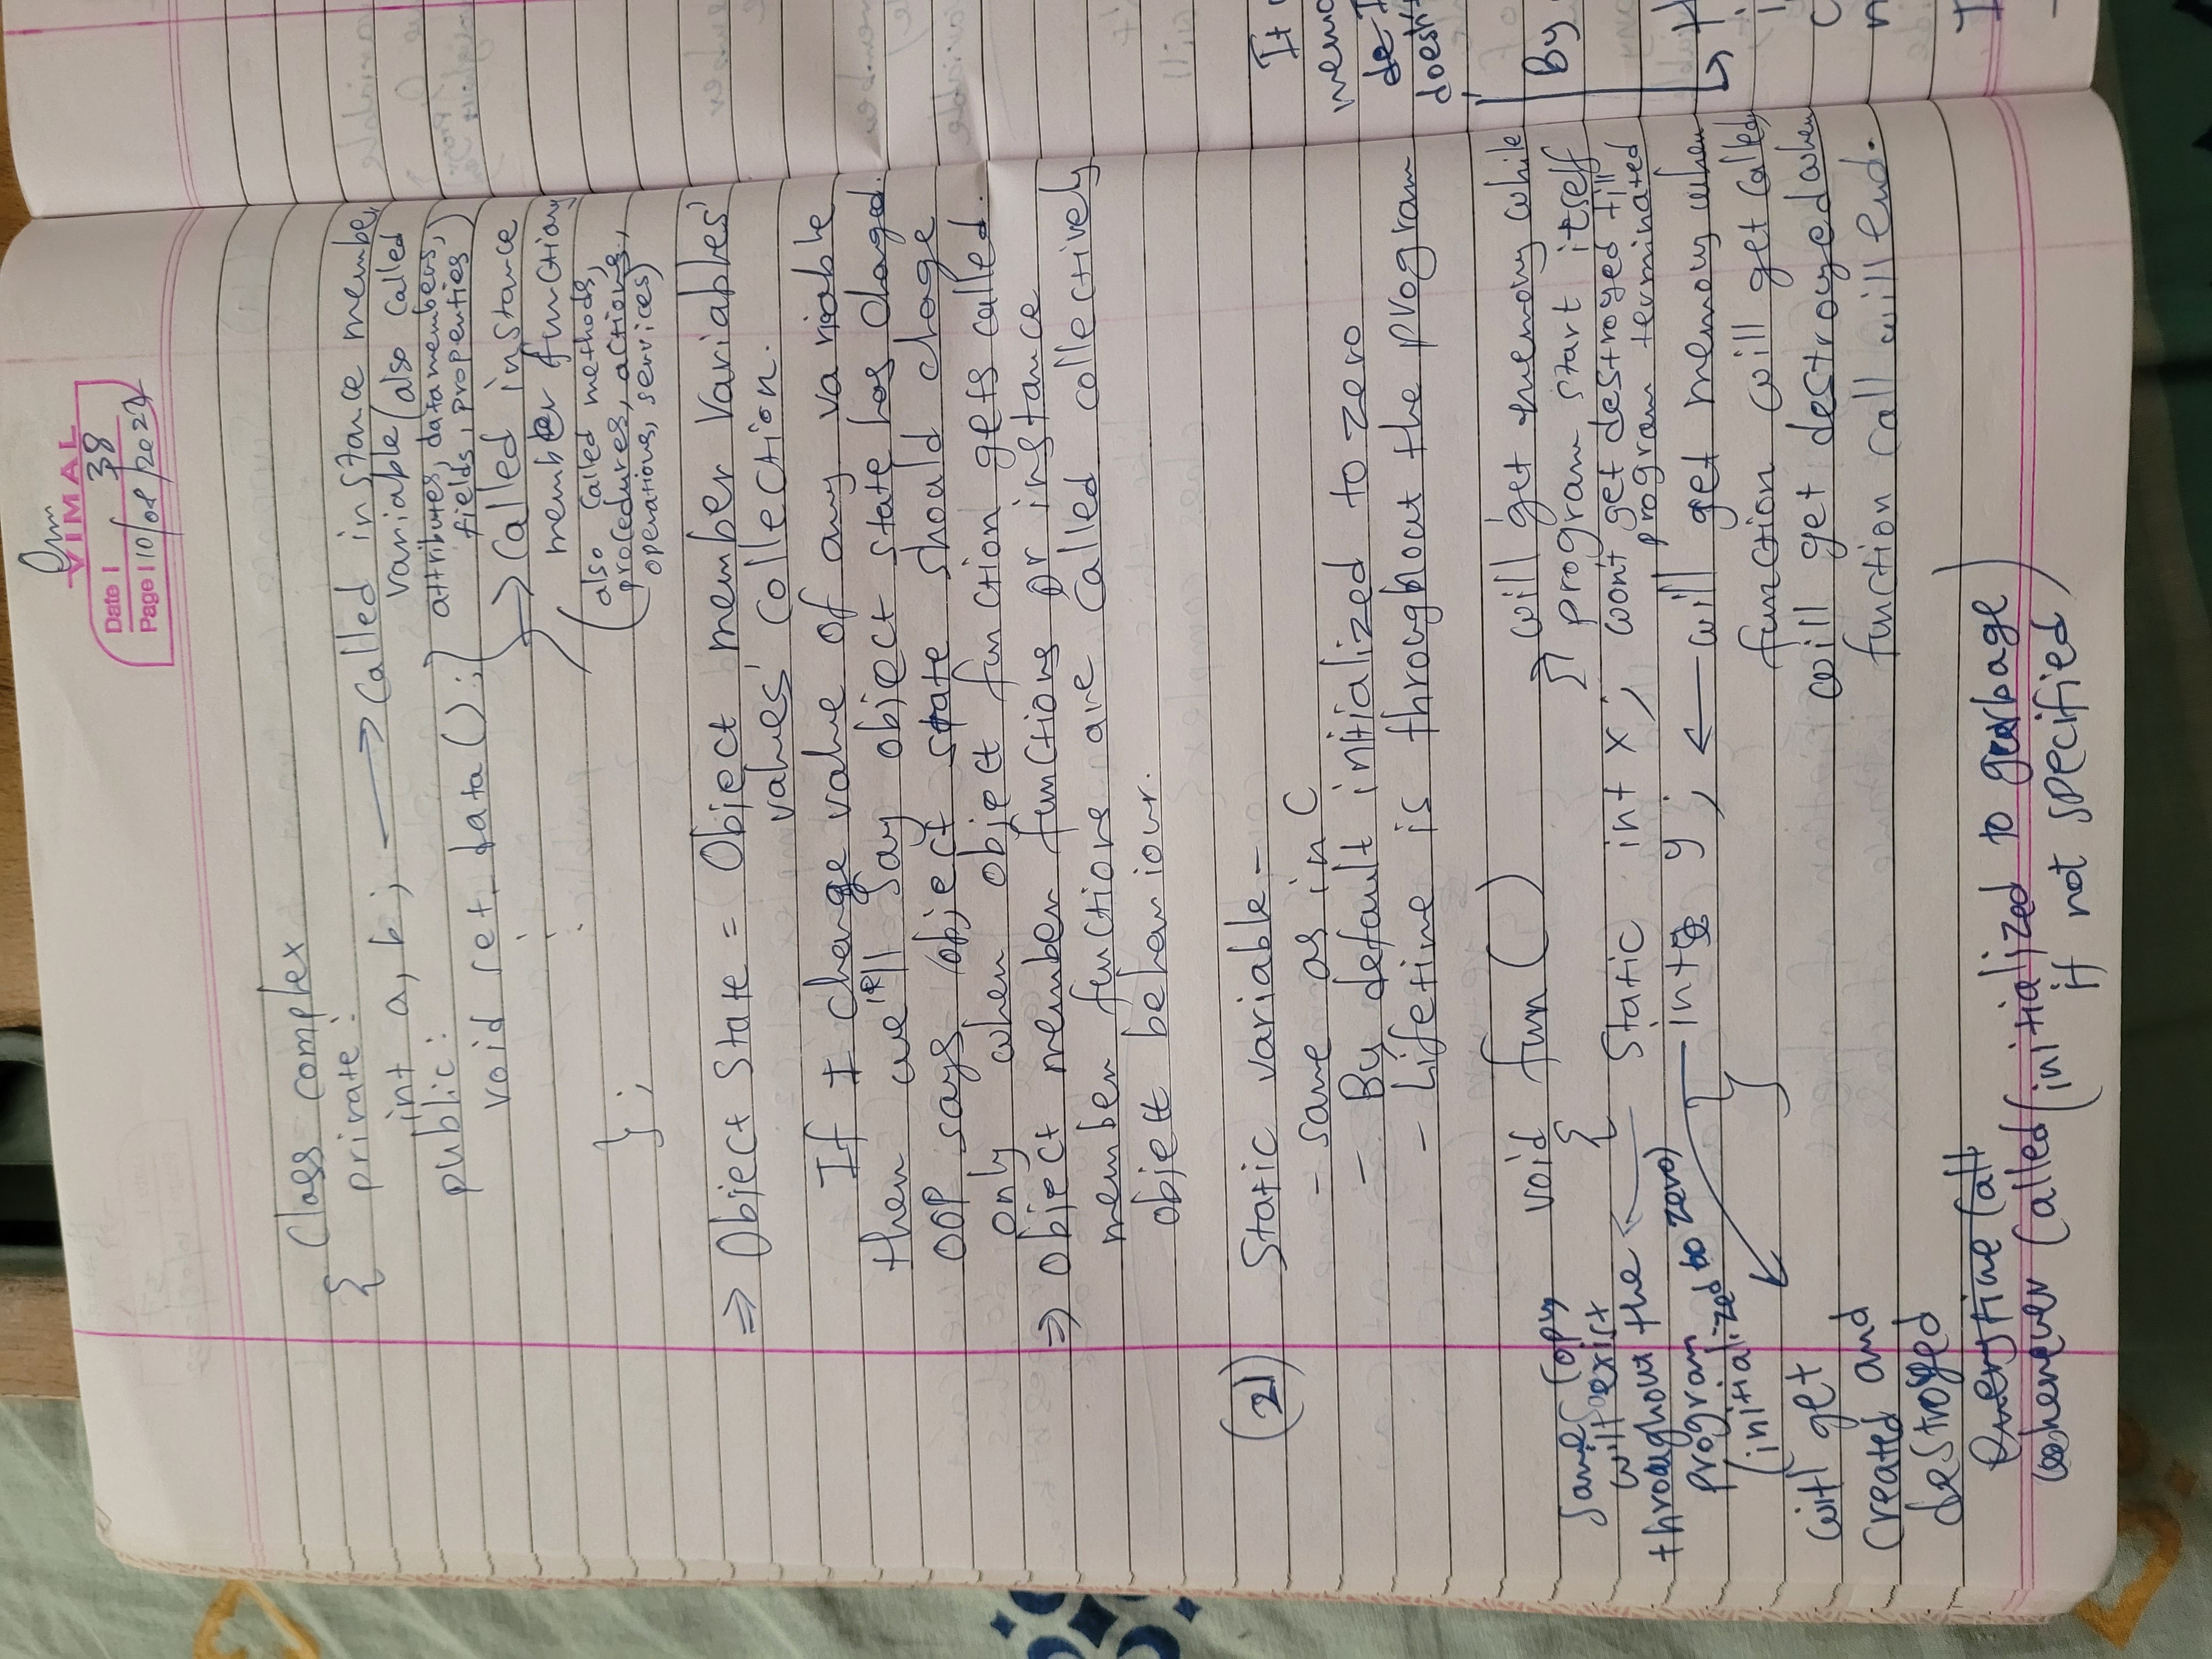 Om
VIMAL
Date | 38
Page | 10/08/2022
Class complex
{ private:
int a, b; → Called instance member
variable (also called
attributes, data members,
fields, properties)
public:
void set_data();
→ Called instance
member functions
(also called methods,
procedures, actions,
operations, services)
};
⇒ Object State = Object member variables'
values' collection.
If I change value of any variable
then we'll say object state has chaged.
OOP says object state should chage
only when object function gets called.
⇒ Object member functions or instance
member functions are called collectively
object behaviour.
(2) Static variable -
- same as in C
- By default initialized to zero
- Lifetime is throughout the program
void fun()
{
static int x;
int y;
}
will get memory while
program start itself
won't get destroyed till
program terminated
← will get memory when
function will get called,
will get destroyed when
function call will end.
Same copy
will exist
throughout the
program
(initialized to zero)
will get
created and
destroyed
everytime call
whenever called (initialized to garbage
if not specified)
It
memo
de I
doesn't
By